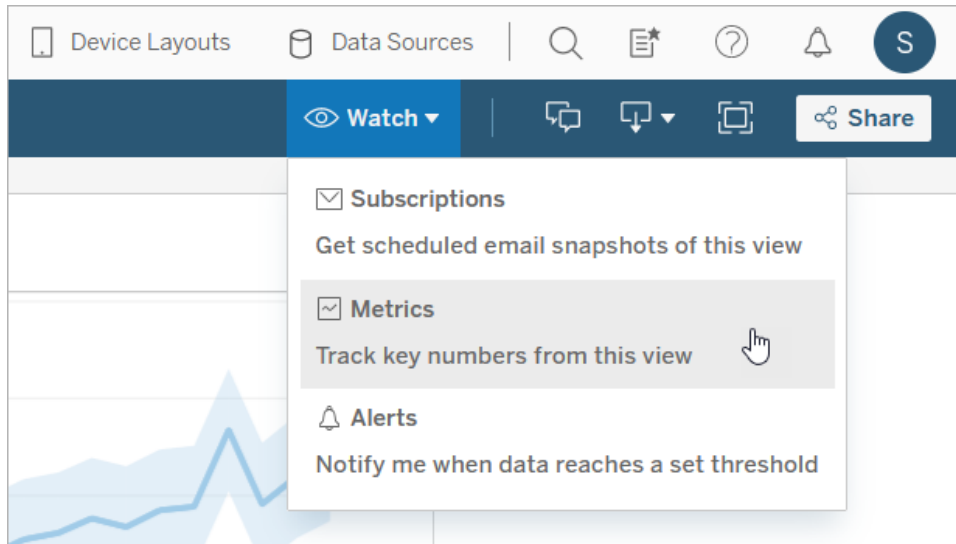 Device Layouts Data Sources S
Watch Share
Subscriptions
Get scheduled email snapshots of this view
Metrics
Track key numbers from this view
Alerts
Notify me when data reaches a set threshold